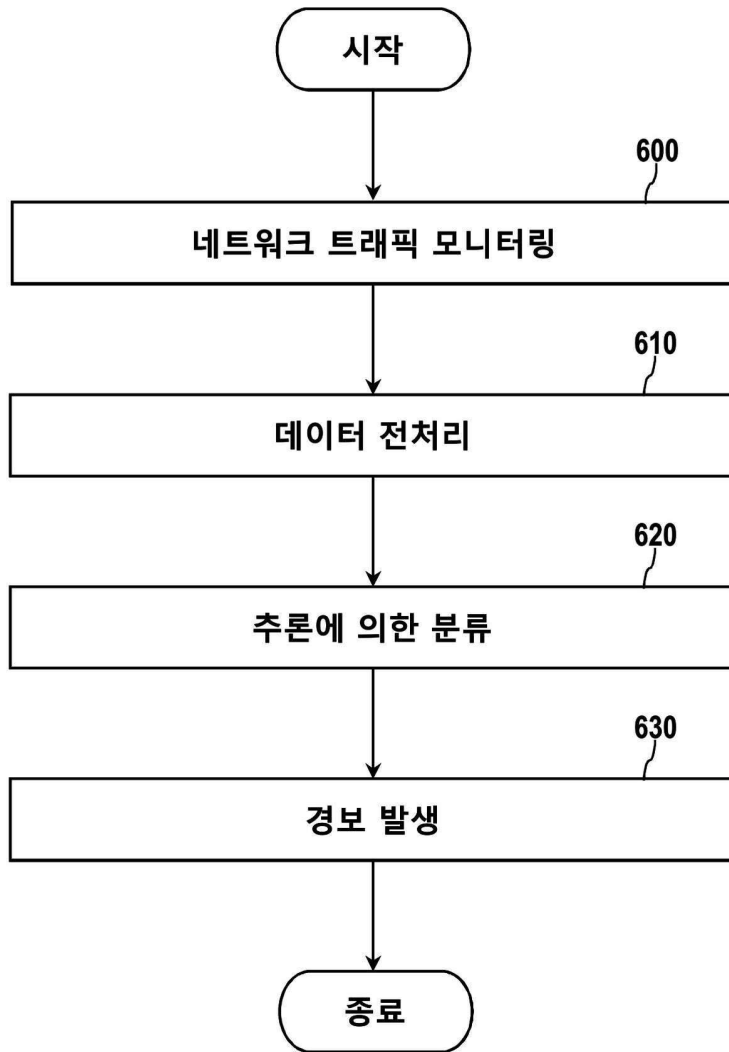 시작
600
네트워크 트래픽 모니터링
610
데이터 전처리
620
추론에 의한 분류
630
경보 발생
종료